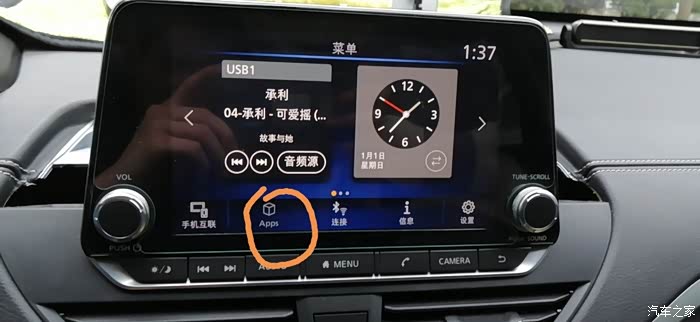 菜单
1:37
USB1
承利
04-承利 - 可爱摇 (...
故事与她
音频源
12
3
6
9
1月1日
星期日
VOL
TUNE-SCROLL
手机互联
Apps
连接
信息
设置
PUSH
SOUND
MENU
CAMERA
汽车之家